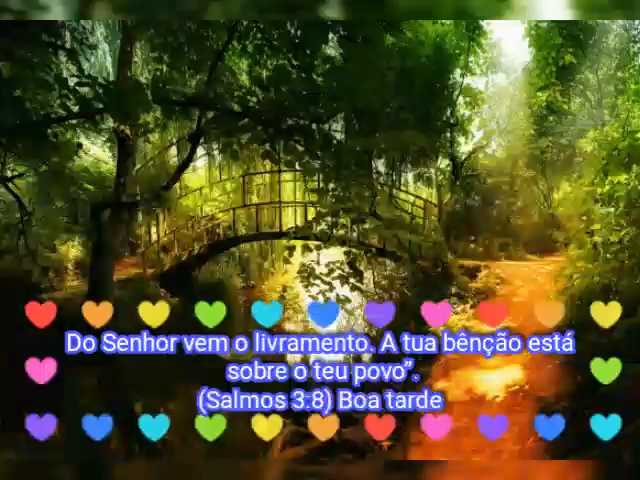 Do Senhor vem o livramento. A tua bênção está
sobre o teu povo”.
(Salmos 3:8) Boa tarde